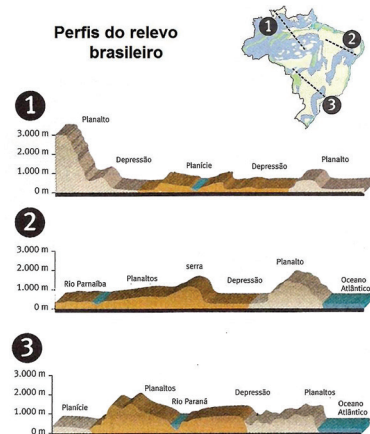 Perfis do relevo
brasileiro
1
2
3
1
Planalto
3.000 m
2.000 m
1.000 m
0 m
Depressão
Planície
Depressão
Planalto
2
3.000 m
2.000 m
1.000 m
0 m
Rio Parnaíba
Planaltos
serra
Depressão
Planalto
Oceano
Atlântico
3
3.000 m
2.000 m
1.000 m
0 m
Planície
Planaltos
Rio Paraná
Depressão
Planaltos
Oceano
Atlântico